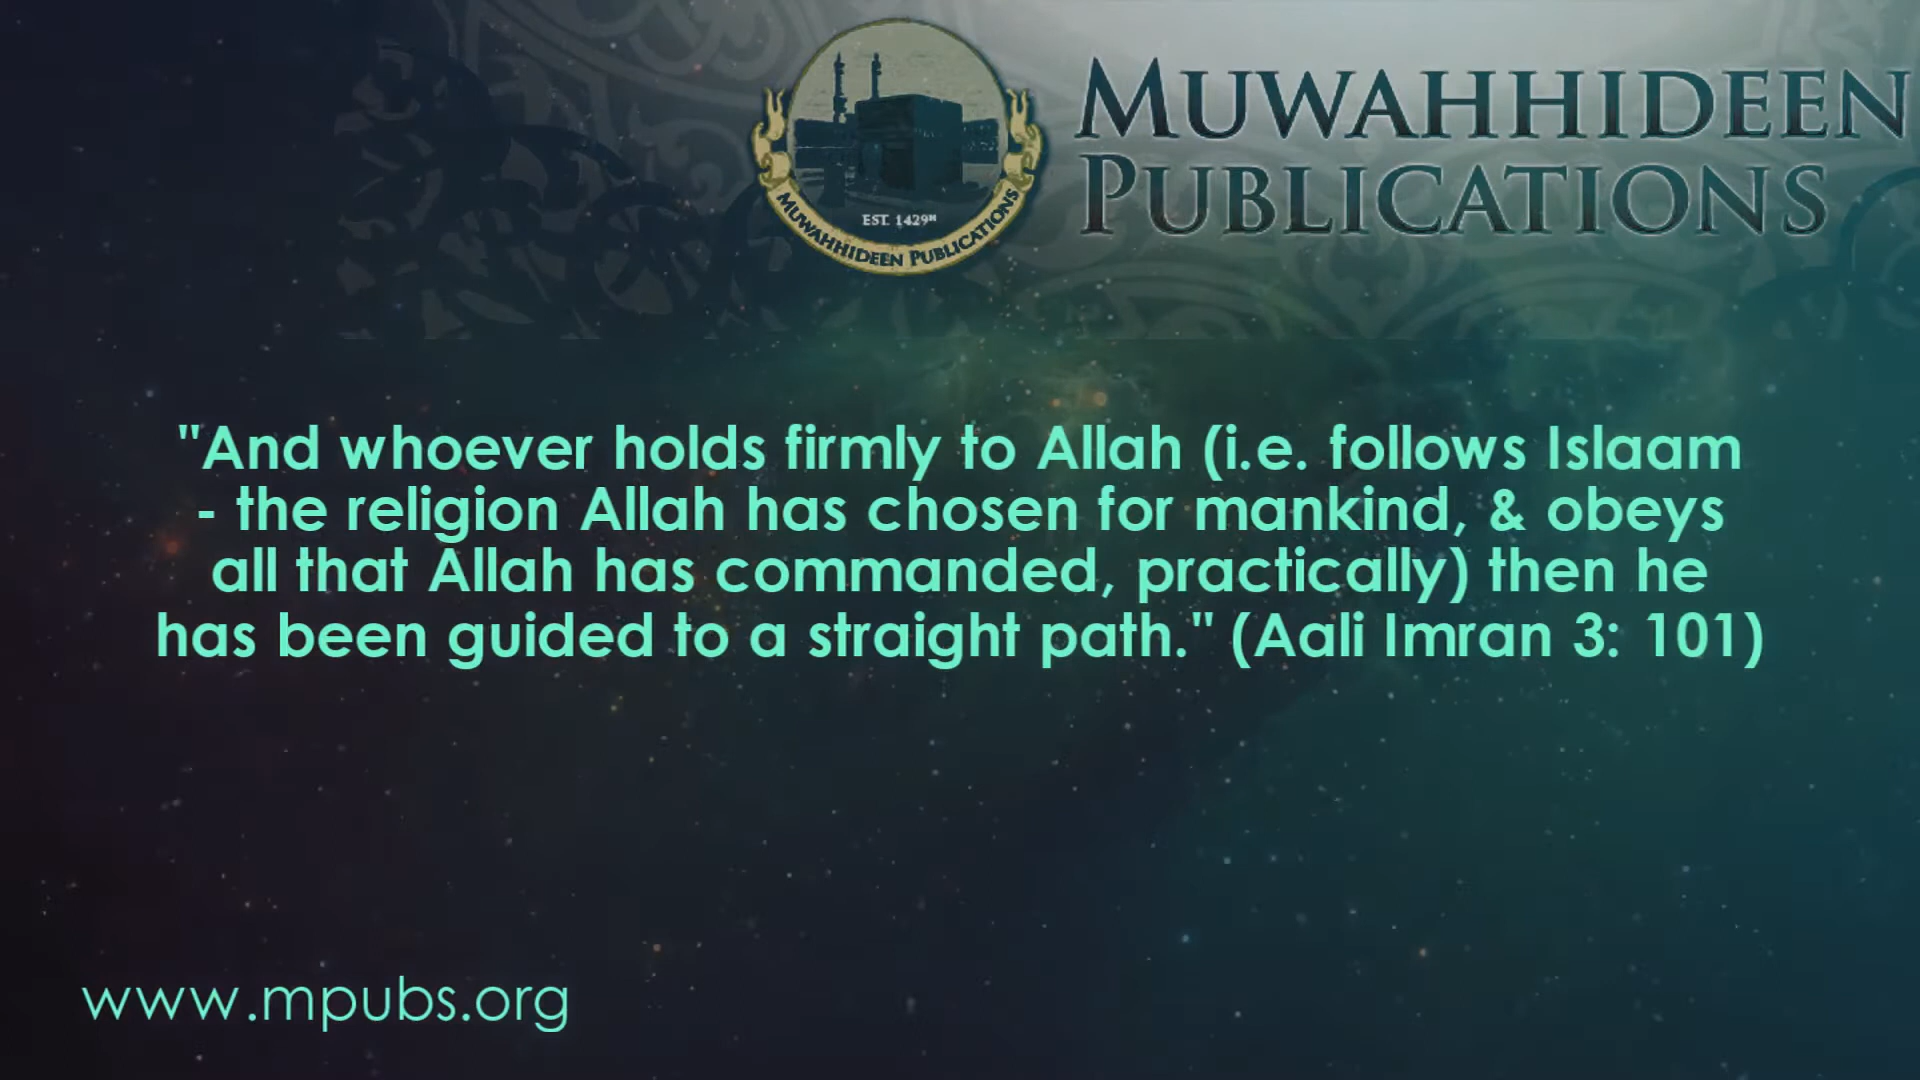 MUWAHHIDEEN
PUBLICATIONS
EST. 1429H
MUWAHHIDEEN PUBLICATIONS
"And whoever holds firmly to Allah (i.e. follows Islaam
- the religion Allah has chosen for mankind, & obeys
all that Allah has commanded, practically) then he
has been guided to a straight path." (Aali Imran 3: 101)
www.mpubs.org